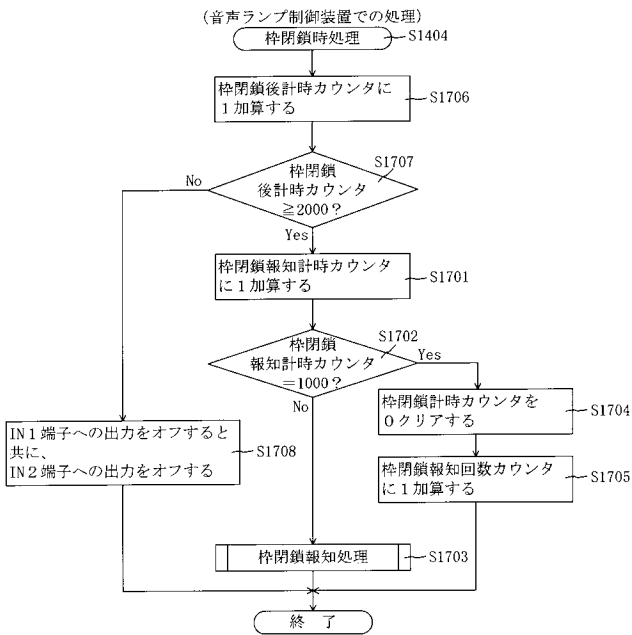 (音声ランプ制御装置での処理)
枠閉鎖時処理
S1404
枠閉鎖後計時カウンタに
1加算する
S1706
枠閉鎖
後計時カウンタ
≧2000?
S1707
No
Yes
枠閉鎖報知計時カウンタ
に1加算する
S1701
枠閉鎖
報知計時カウンタ
=1000?
S1702
Yes
No
枠閉鎖計時カウンタを
0クリアする
S1704
IN1端子への出力をオフすると
共に、
IN2端子への出力をオフする
S1708
枠閉鎖報知回数カウンタ
に1加算する
S1705
枠閉鎖報知処理
S1703
終 了